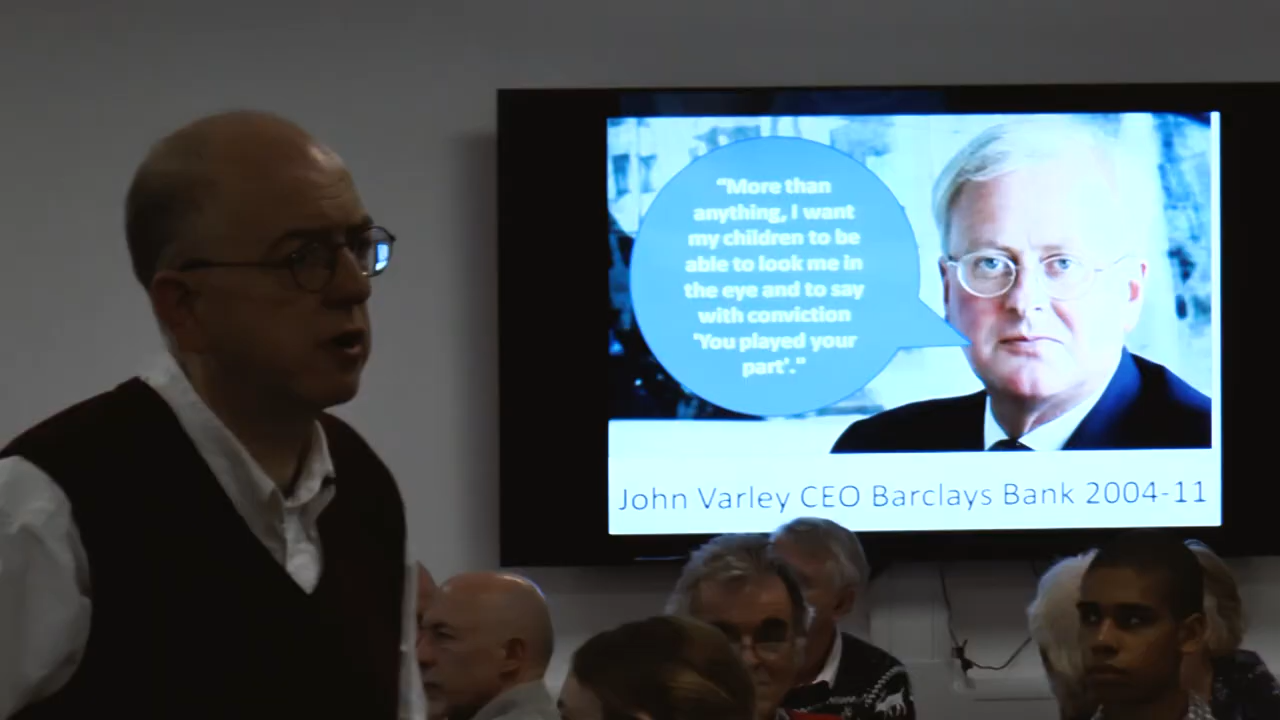 “More than
anything, I want
my children to be
able to look me in
the eye and to say
with conviction
'You played your
part'."
John Varley CEO Barclays Bank 2004-11